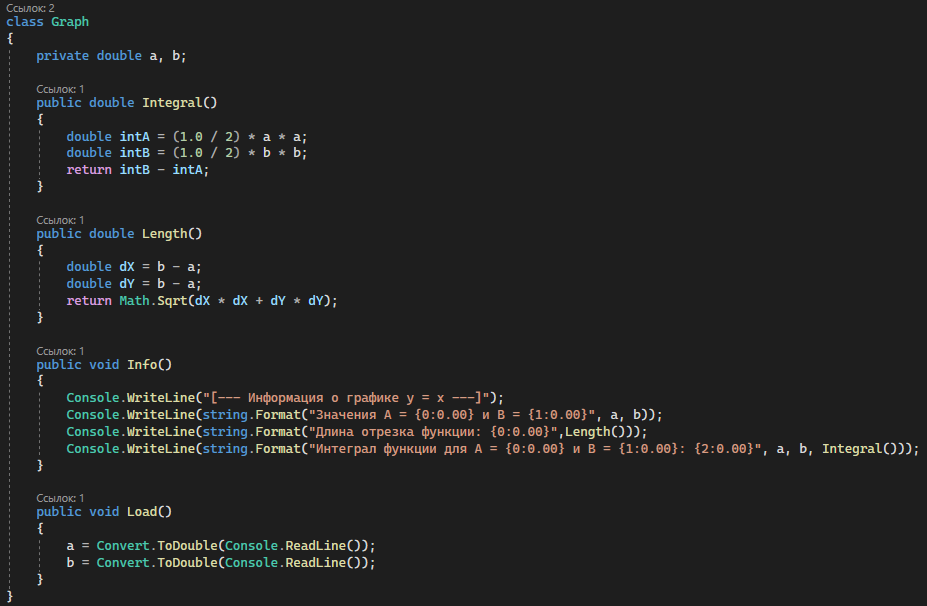 Ссылок: 2
class Graph
{
    private double a, b;

    Ссылок: 1
    public double Integral()
    {
        double intA = (1.0 / 2) * a * a;
        double intB = (1.0 / 2) * b * b;
        return intB - intA;
    }

    Ссылок: 1
    public double Length()
    {
        double dX = b - a;
        double dY = b - a;
        return Math.Sqrt(dX * dX + dY * dY);
    }

    Ссылок: 1
    public void Info()
    {
        Console.WriteLine("[--- Информация о графике y = x ---]");
        Console.WriteLine(string.Format("Значения A = {0:0.00} и B = {1:0.00}", a, b));
        Console.WriteLine(string.Format("Длина отрезка функции: {0:0.00}",Length()));
        Console.WriteLine(string.Format("Интеграл функции для A = {0:0.00} и B = {1:0.00}: {2:0.00}", a, b, Integral()));
    }

    Ссылок: 1
    public void Load()
    {
        a = Convert.ToDouble(Console.ReadLine());
        b = Convert.ToDouble(Console.ReadLine());
    }
}